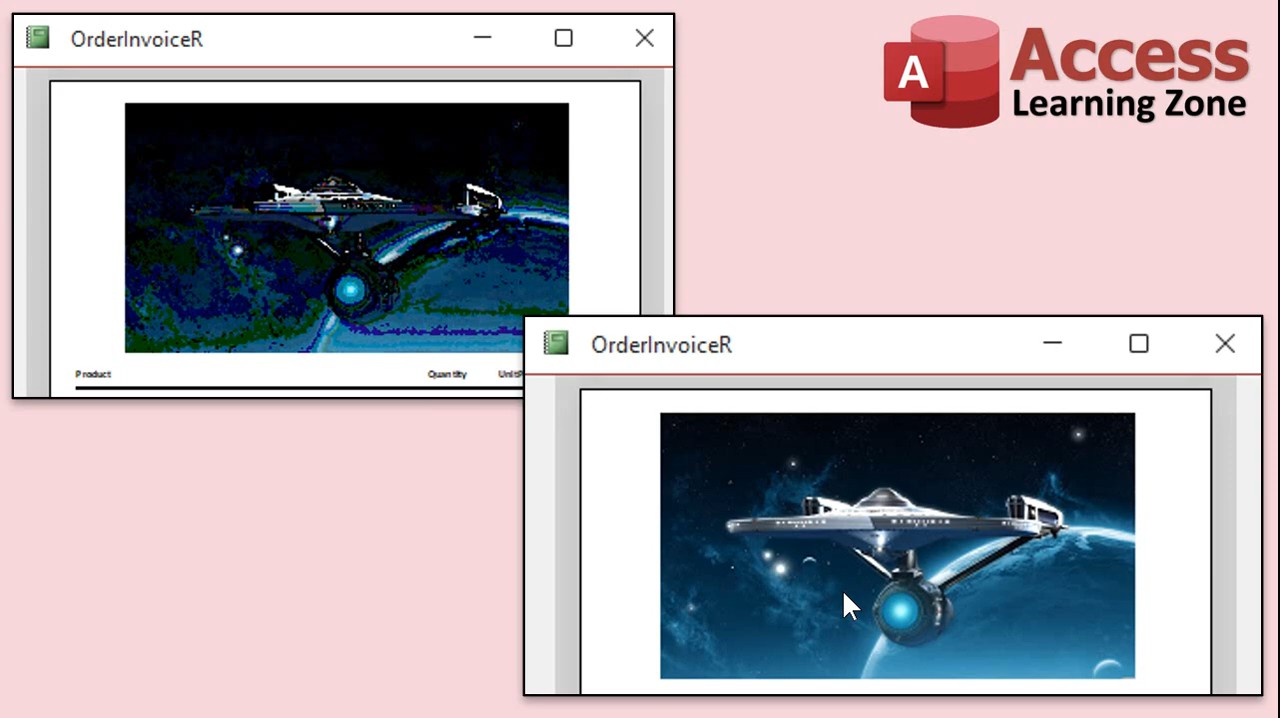 OrderInvoiceR
A Access
Learning Zone
Product Quantity
OrderInvoiceR